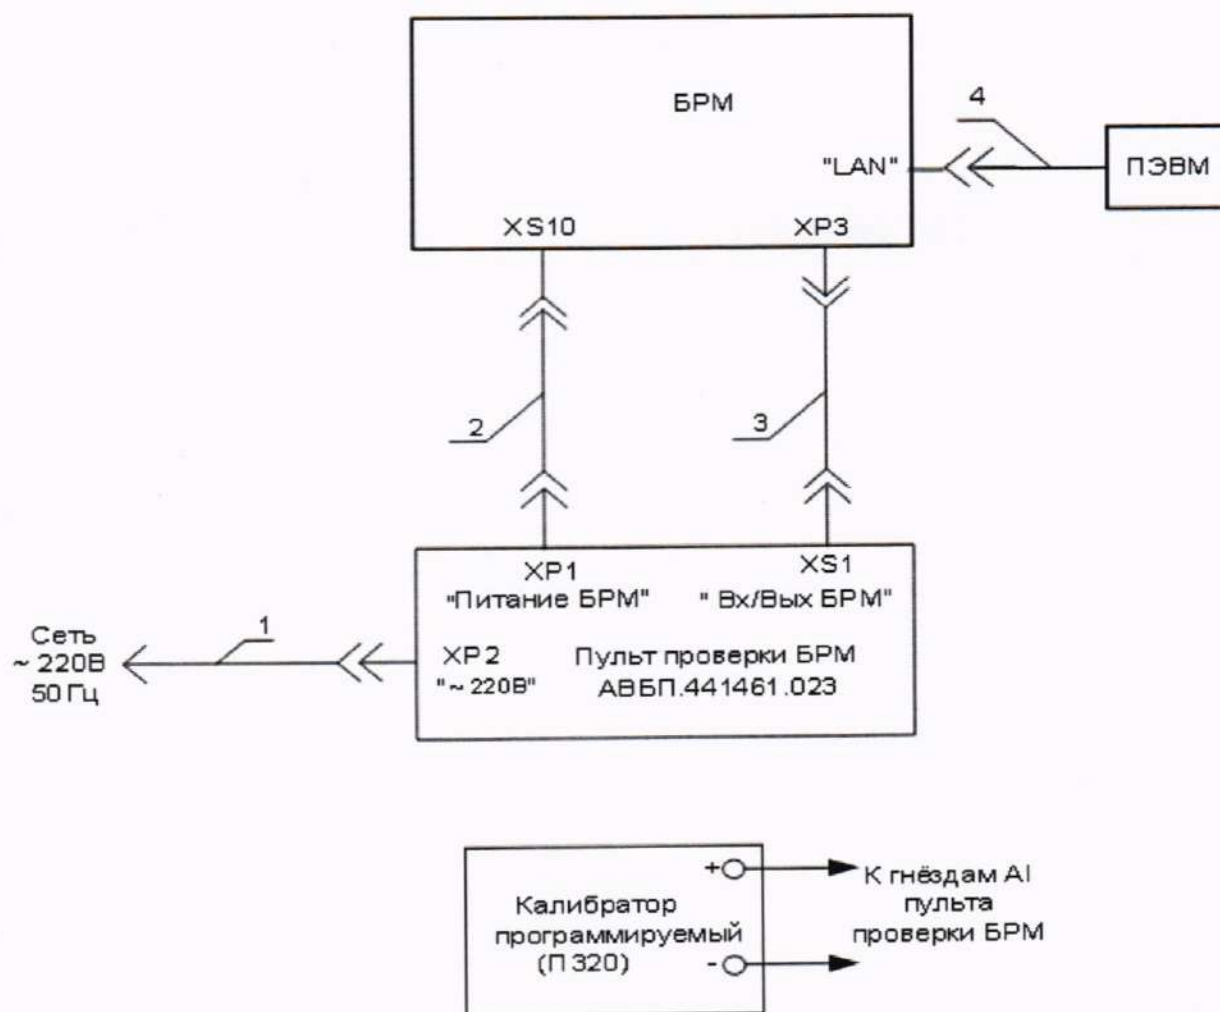 БРМ
4
"LAN"
ПЭВМ
XS10
XP3
2
3
XP1
XS1
"Питание БРМ"
" Вх/Вых БРМ"
1
Сеть
~ 220В
50 Гц
XP2
"~ 220В"
Пульт проверки БРМ
АВБП.441461.023
+
К гнёздам AI
пульта
проверки БРМ
Калибратор
программируемый
(П320)
-